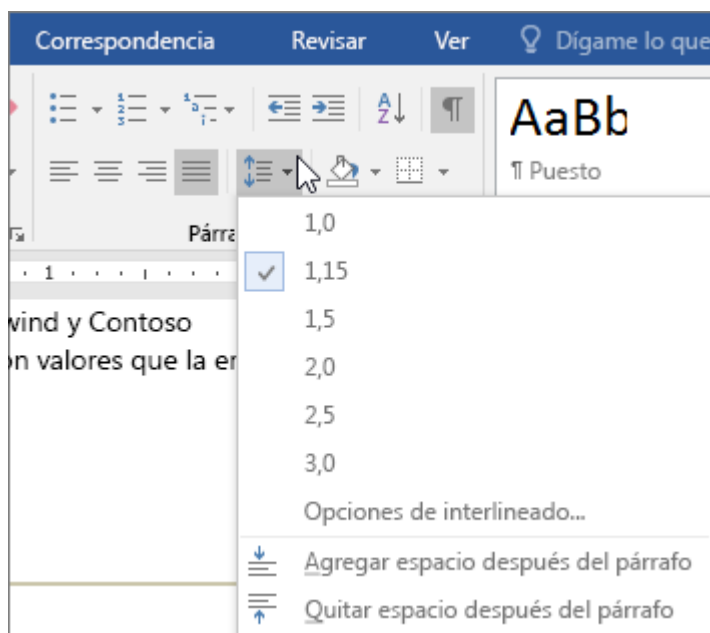 Correspondencia Revisar Ver Dígame lo que
AaBb
¶ Puesto
Párra
1
1,0
1,15
1,5
2,0
2,5
3,0
Opciones de interlineado...
Agregar espacio después del párrafo
Quitar espacio después del párrafo
wind y Contoso
on valores que la er